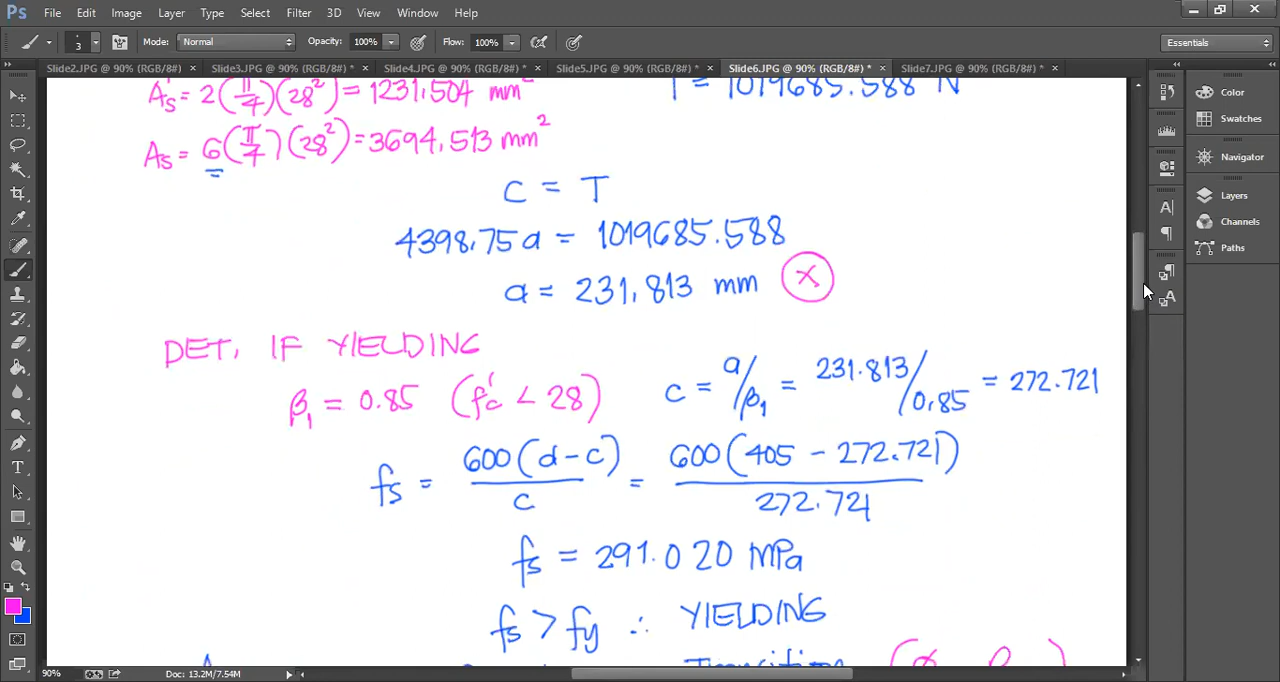 Ps File Edit Image Layer Type Select Filter 3D View Window Help
3 Mode: Normal Opacity: 100% Flow: 100% Essentials
Slide2.JPG @ 90% (RGB/8#) × Slide3.JPG @ 90% (RGB/8#) * × Slide4.JPG @ 90% (RGB/8#) * × Slide5.JPG @ 90% (RGB/8#) * × Slide6.JPG @ 90% (RGB/8#) * × Slide7.JPG @ 90% (RGB/8#) * ×
As' = 2(π/4)(28²) = 1231.504 mm²
T = 1019685.588 N
As = 6(π/4)(28²) = 3694.513 mm²
C = T
4398.75a = 1019685.588
a = 231.813 mm X
DET. IF YIELDING
β1 = 0.85 (fc' < 28)
c = a/β1 = 231.813/0.85 = 272.721
fs = 600(d-c)/c = 600(405 - 272.721)/272.721
fs = 291.020 MPa
fs > fy ∴ YIELDING
Transition
Color
Swatches
Navigator
Layers
Channels
Paths
90% Doc: 13.2M/7.54M